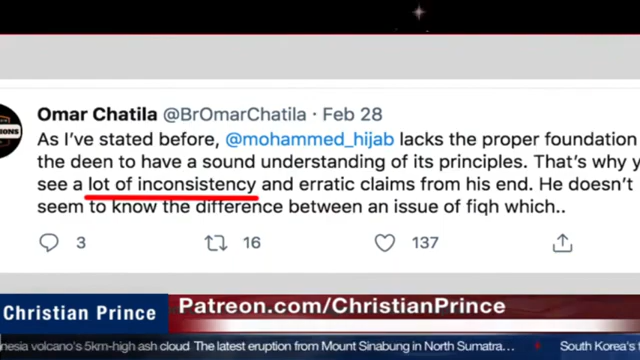 Omar Chatila @BrOmarChatila · Feb 28
As I've stated before, @mohammed_hijab lacks the proper foundation
the deen to have a sound understanding of its principles. That's why
see a lot of inconsistency and erratic claims from his end. He doesn't
seem to know the difference between an issue of fiqh which..
3 16 137
Patreon.com/ChristianPrince
Christian Prince
volcano's 5km-high ash cloud The latest eruption from Mount Sinabung in North Sumatra... South Korea's